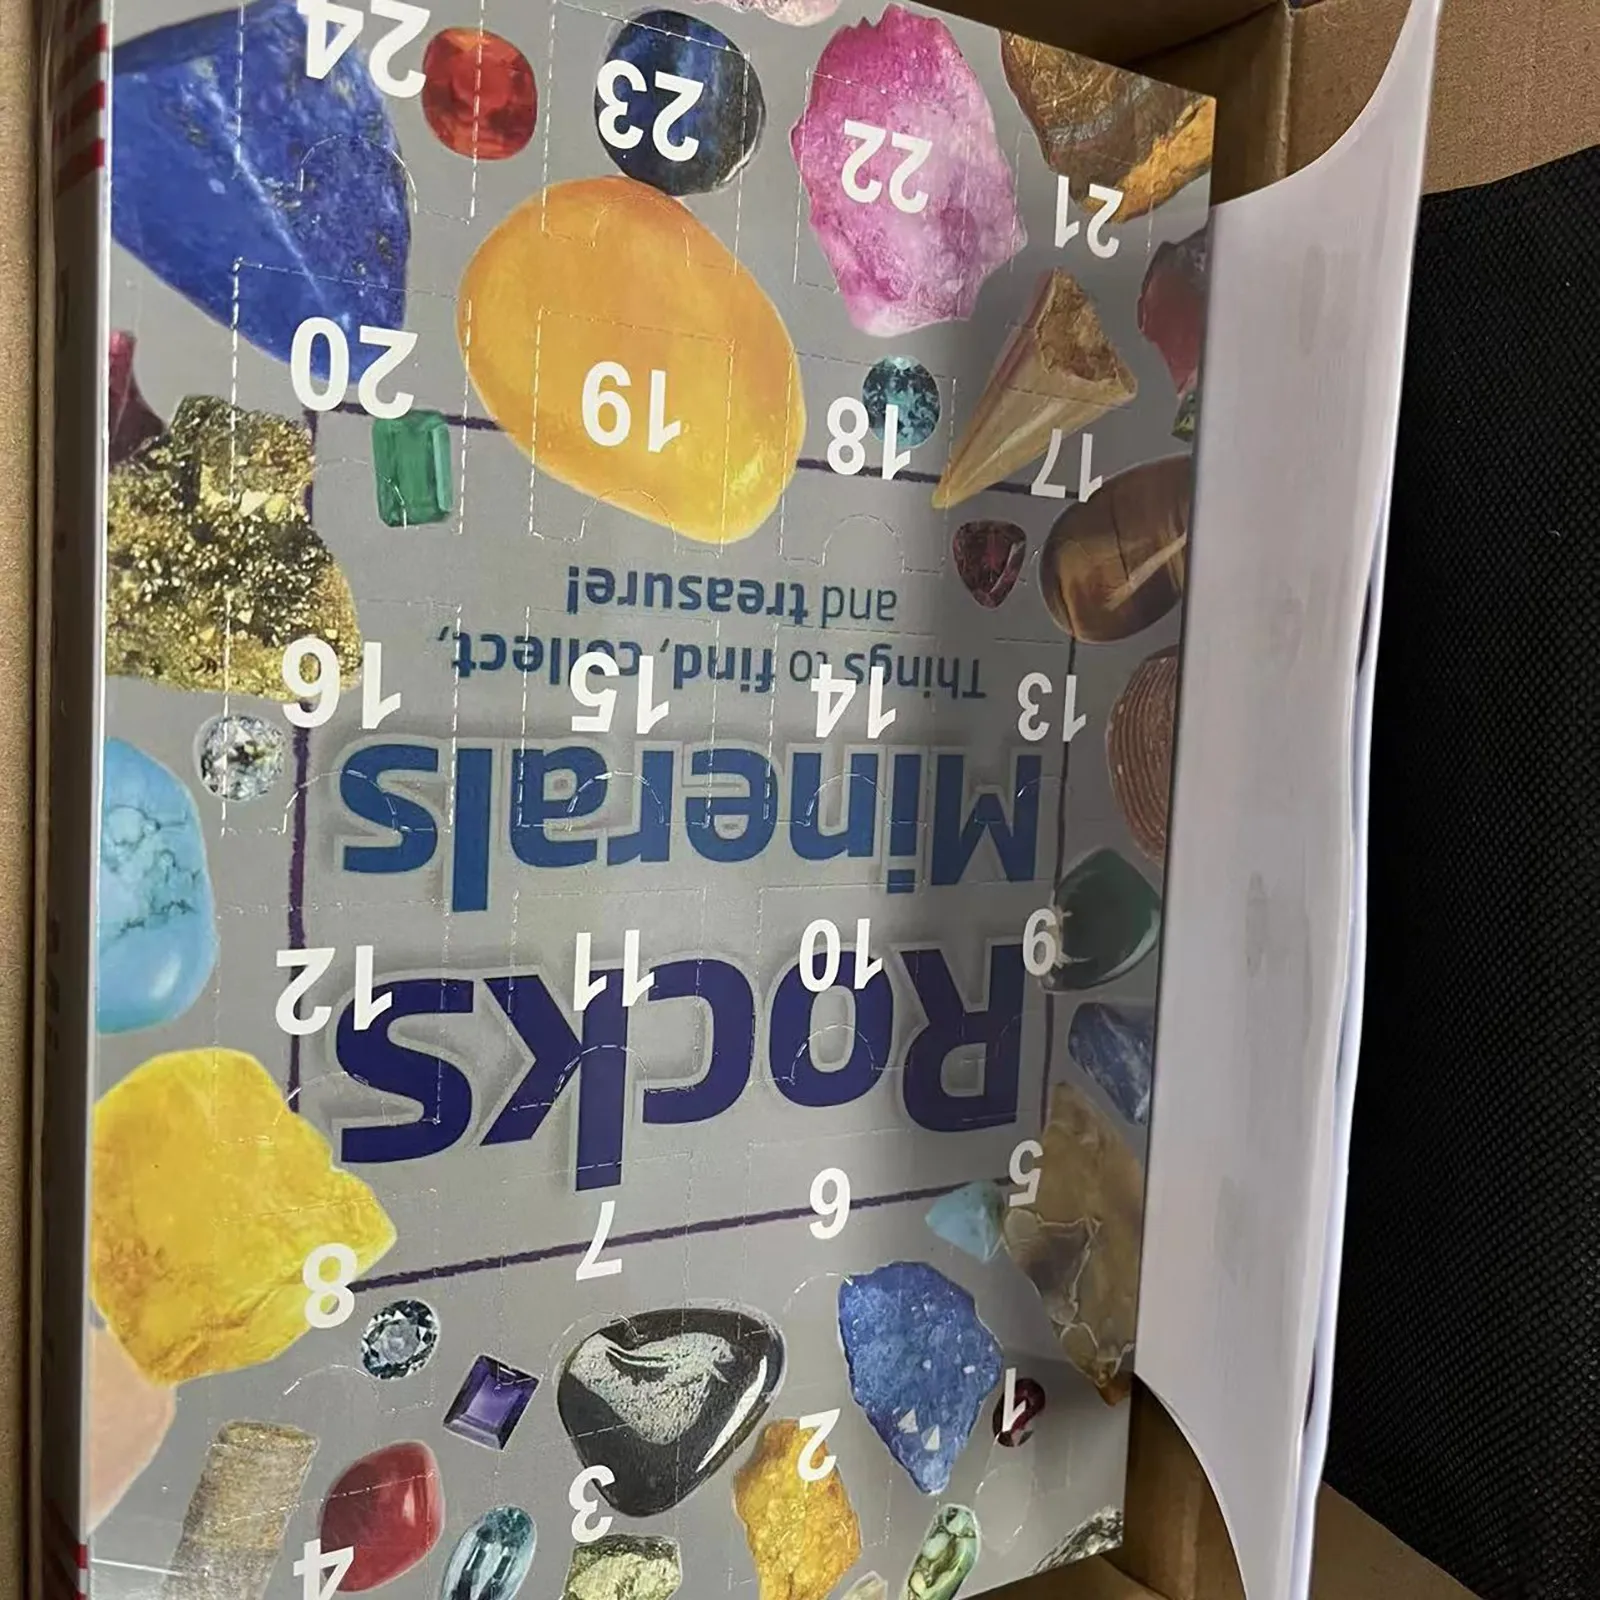 1 2 3 4
5 6 7 8
Rocks
9 10 11 12
Minerals
13 14 15 16
Things to find, collect,
and treasure!
17 18 19 20
21 22 23 24